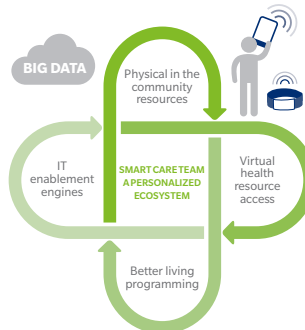 BIG DATA
Physical in the
community
resources
IT
enablement
engines
SMART CARE TEAM
A PERSONALIZED
ECOSYSTEM
Virtual
health
resource
access
Better living
programming